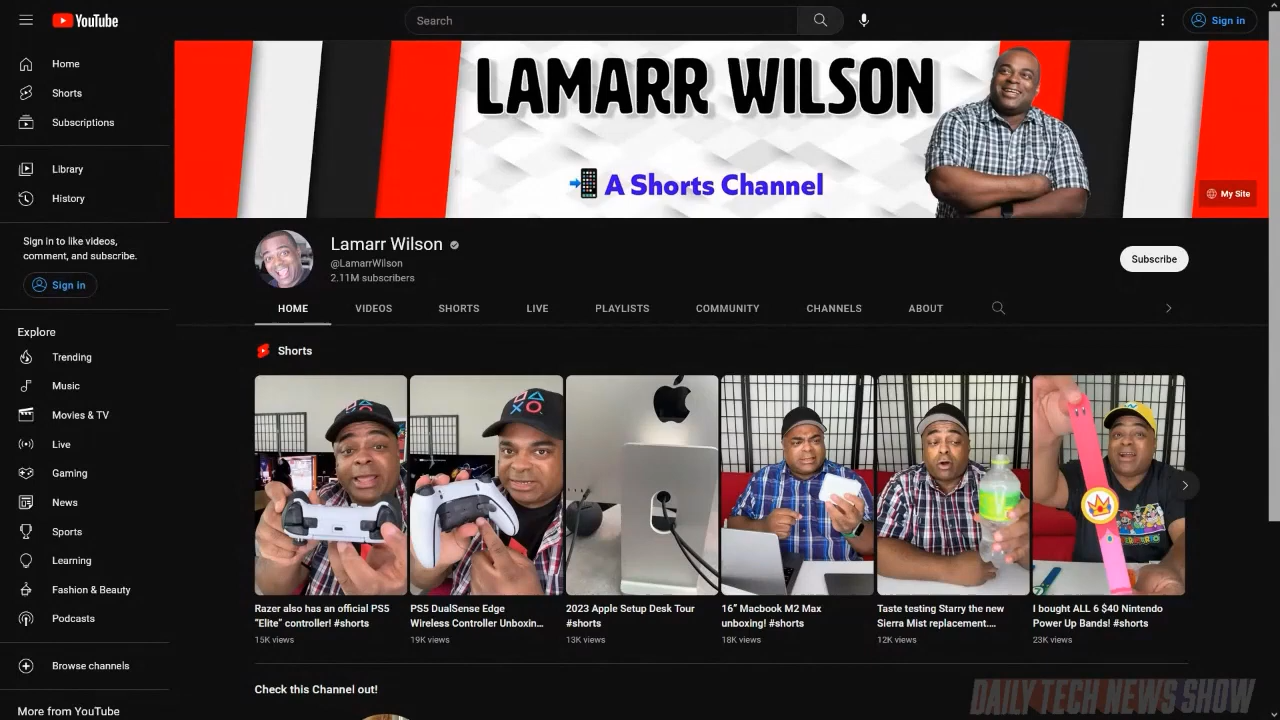 YouTube
Search
Sign in
Home
Shorts
Subscriptions
Library
History
Sign in to like videos,
comment, and subscribe.
Sign in
Explore
Trending
Music
Movies & TV
Live
Gaming
News
Sports
Learning
Fashion & Beauty
Podcasts
Browse channels
More from YouTube
LAMARR WILSON
A Shorts Channel
My Site
Lamarr Wilson
@LamarrWilson
2.11M subscribers
Subscribe
HOME VIDEOS SHORTS LIVE PLAYLISTS COMMUNITY CHANNELS ABOUT
Shorts
Razer also has an official PS5
"Elite" controller! #shorts
15K views
PS5 DualSense Edge
Wireless Controller Unboxin...
19K views
2023 Apple Setup Desk Tour
#shorts
13K views
16” Macbook M2 Max
unboxing! #shorts
18K views
Taste testing Starry the new
Sierra Mist replacement....
12K views
I bought ALL 6 $40 Nintendo
Power Up Bands! #shorts
23K views
Check this Channel out!
DAILY TECH NEWS SHOW